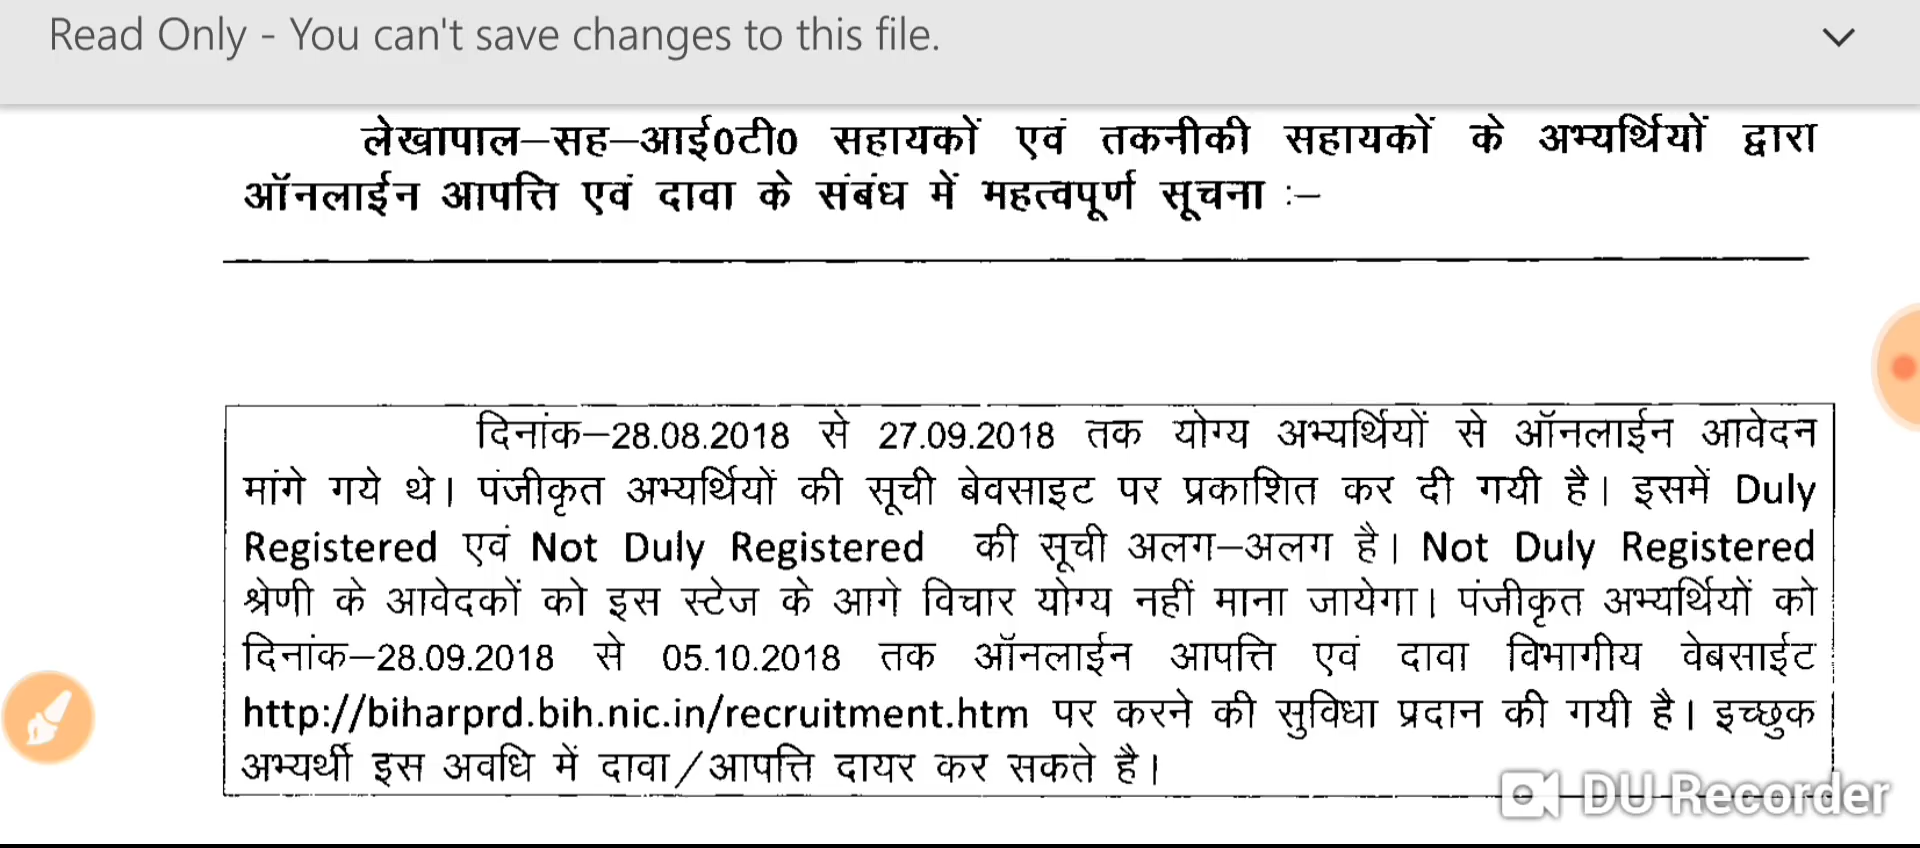 Read Only - You can't save changes to this file.
लेखापाल–सह–आई0टी0 सहायकों एवं तकनीकी सहायकों के अभ्यर्थियों द्वारा
ऑनलाईन आपत्ति एवं दावा के संबंध में महत्वपूर्ण सूचना :–
दिनांक–28.08.2018 से 27.09.2018 तक योग्य अभ्यर्थियों से ऑनलाईन आवेदन
मांगे गये थे। पंजीकृत अभ्यर्थियों की सूची बेवसाइट पर प्रकाशित कर दी गयी है। इसमें Duly
Registered एवं Not Duly Registered की सूची अलग–अलग है। Not Duly Registered
श्रेणी के आवेदकों को इस स्टेज के आगे विचार योग्य नहीं माना जायेगा। पंजीकृत अभ्यर्थियों को
दिनांक–28.09.2018 से 05.10.2018 तक ऑनलाईन आपत्ति एवं दावा विभागीय वेबसाईट
http://biharprd.bih.nic.in/recruitment.htm पर करने की सुविधा प्रदान की गयी है। इच्छुक
अभ्यर्थी इस अवधि में दावा/आपत्ति दायर कर सकते है।
DU Recorder